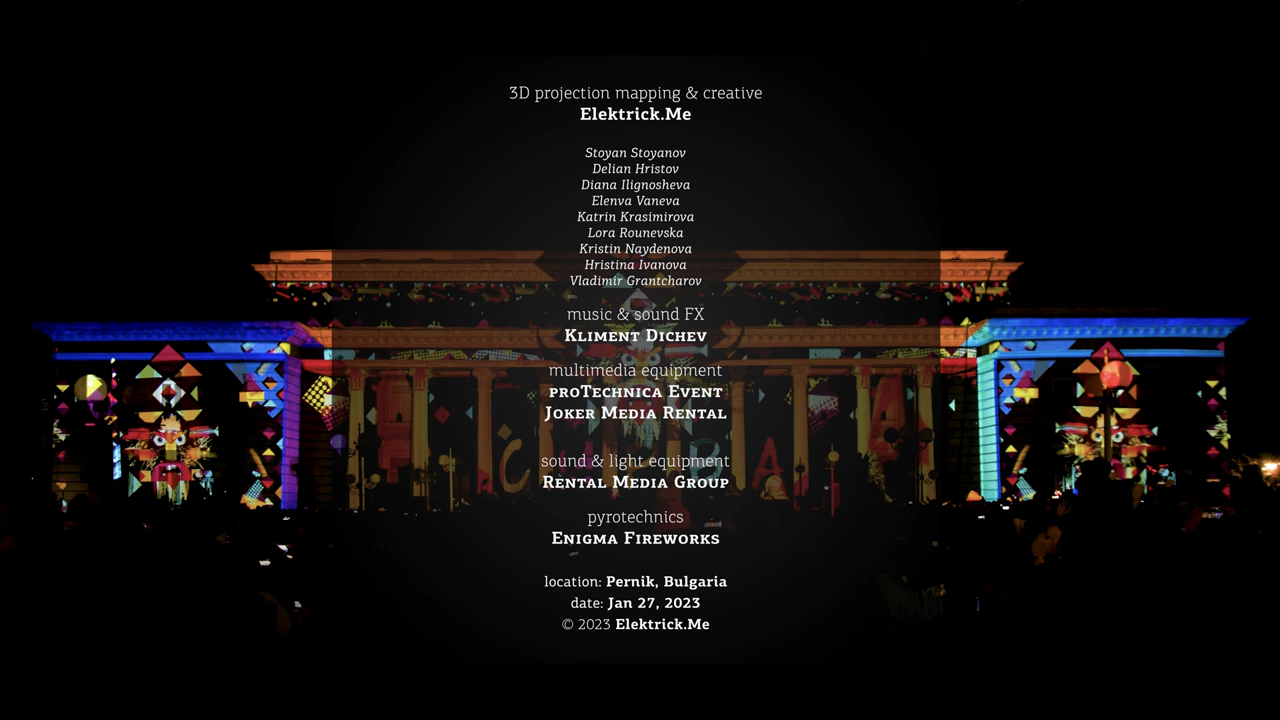 3D projection mapping & creative
Elektrick.Me
Stoyan Stoyanov
Delian Hristov
Diana Ilignosheva
Elenva Vaneva
Katrin Krasimirova
Lora Rounevska
Kristin Naydenova
Hristina Ivanova
Vladimir Grantcharov
music & sound FX
Kliment Dichev
multimedia equipment
proTechnica Event
Joker Media Rental
sound & light equipment
Rental Media Group
pyrotechnics
Enigma Fireworks
location: Pernik, Bulgaria
date: Jan 27, 2023
© 2023 Elektrick.Me